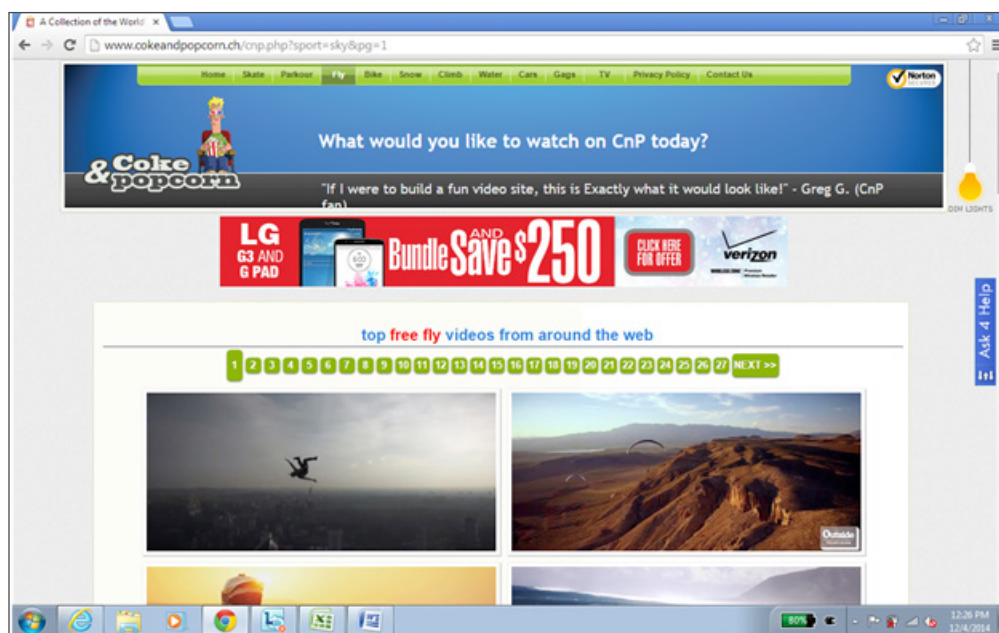 A Collection of the World
www.cokeandpopcorn.ch/cnp.php?sport=sky&pg=1
Home Skate Parkour Fly Bike Snow Climb Water Cars Gags TV Privacy Policy Contact Us
Norton
SECURED
What would you like to watch on CnP today?
& Coke
popcorn
"If I were to build a fun video site, this is Exactly what it would look like!" - Greg G. (CnP
fan)
DIM LIGHTS
LG
G3 AND
G PAD
Bundle AND Save $250
CLICK HERE
FOR OFFER
verizon
Premium
Wireless Retailer
Ask 4 Help
top free fly videos from around the web
1 2 3 4 5 6 7 8 9 10 11 12 13 14 15 16 17 18 19 20 21 22 23 24 25 26 27 NEXT >>
Outside
80%
12:26 PM
12/4/2014